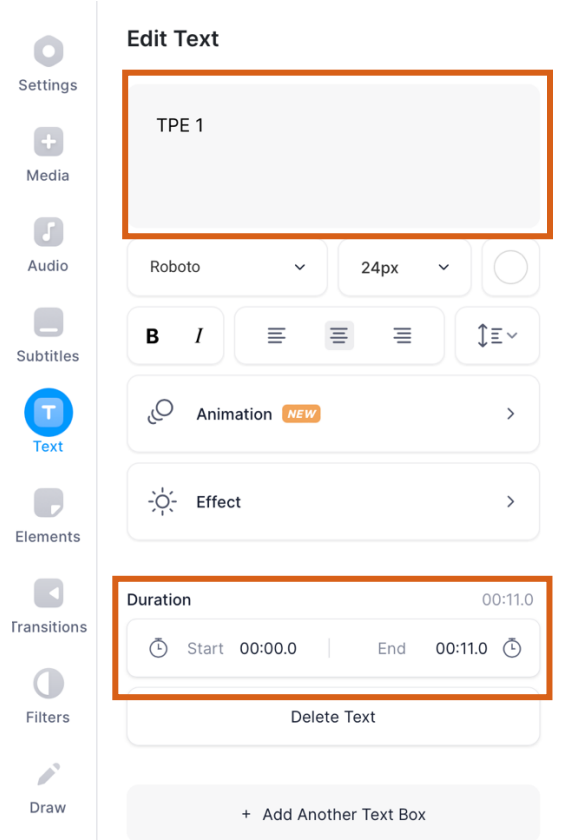 Edit Text
Settings
TPE 1
Media
Audio
Roboto 24px
B I
Subtitles
Animation NEW
T
Text
Effect
Elements
Duration 00:11.0
Transitions
Start 00:00.0 End 00:11.0
Filters
Delete Text
Draw
+ Add Another Text Box